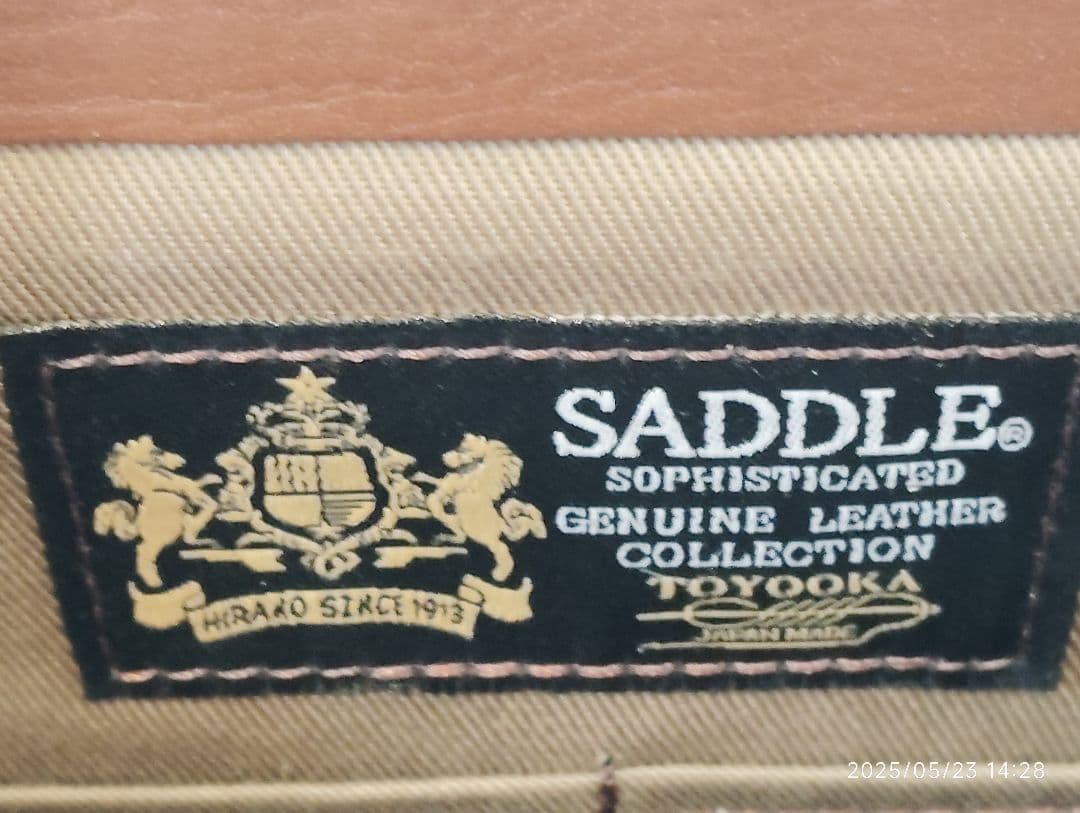 SADDLE®
SOPHISTICATED
GENUINE LEATHER
COLLECTION
TOYOOKA
JAPAN MADE
HIRAKO SINCE 1913
2025/05/23 14:28